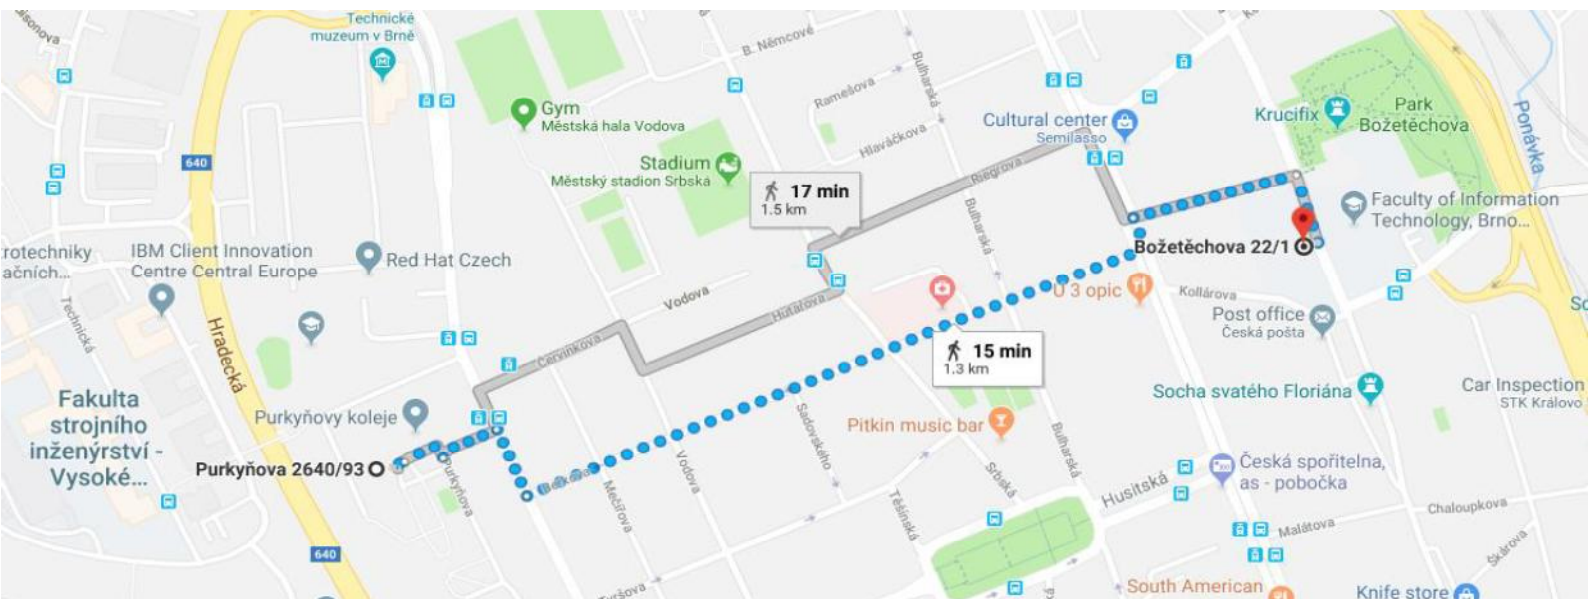 Technické
muzeum v Brně
B. Němcové
Ramešova
Bulharská
Hlaváčkova
Gym
Městská hala Vodova
Cultural center
Semilasso
Krucifix
Park
Božetěchova
Ponávka
640
Stadium
Městský stadion Srbská
Riegrova
17 min
1.5 km
Faculty of Information
Technology, Brno...
Bulharská
Božetěchova 22/1
IBM Client Innovation
Centre Central Europe
Red Hat Czech
rotechniky
ačních...
Technická
Hradecká
Vodova
Hutařova
U 3 opic
Kollárova
Post office
Česká pošta
Červinkova
15 min
1.3 km
Fakulta
strojního
inženýrství -
Vysoké...
Purkyňovy koleje
Socha svatého Floriána
Car Inspection
STK Královo
Pitkin music bar
Sadovského
Bulharská
Purkyňova 2640/93
Purkyňova
Mečířova
Vodova
Srbská
Těšínská
Husitská
Česká spořitelna,
as - pobočka
Chaloupkova
Malátova
Škárova
640
South American
Knife store